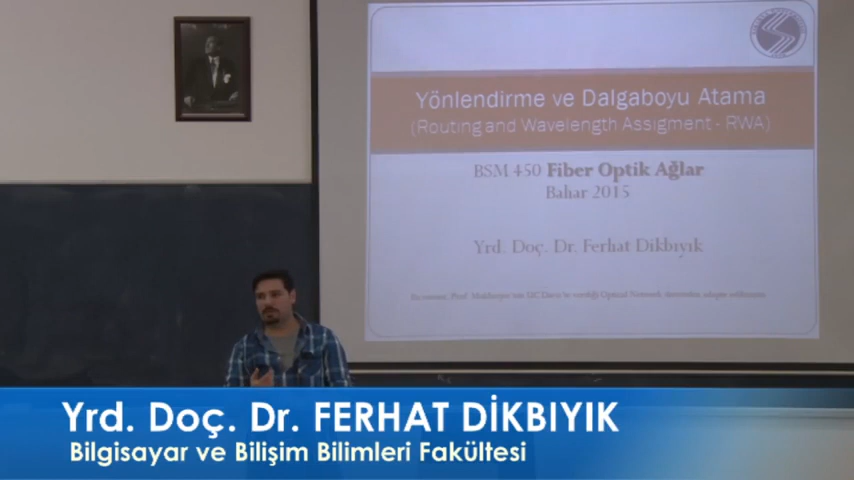 Yönlendirme ve Dalgaboyu Atama
(Routing and Wavelength Assigment - RWA)
BSM 450 Fiber Optik Ağlar
Bahar 2015
Yrd. Doç. Dr. Ferhat Dikbıyık
Yrd. Doç. Dr. FERHAT DİKBIYIK
Bilgisayar ve Bilişim Bilimleri Fakültesi